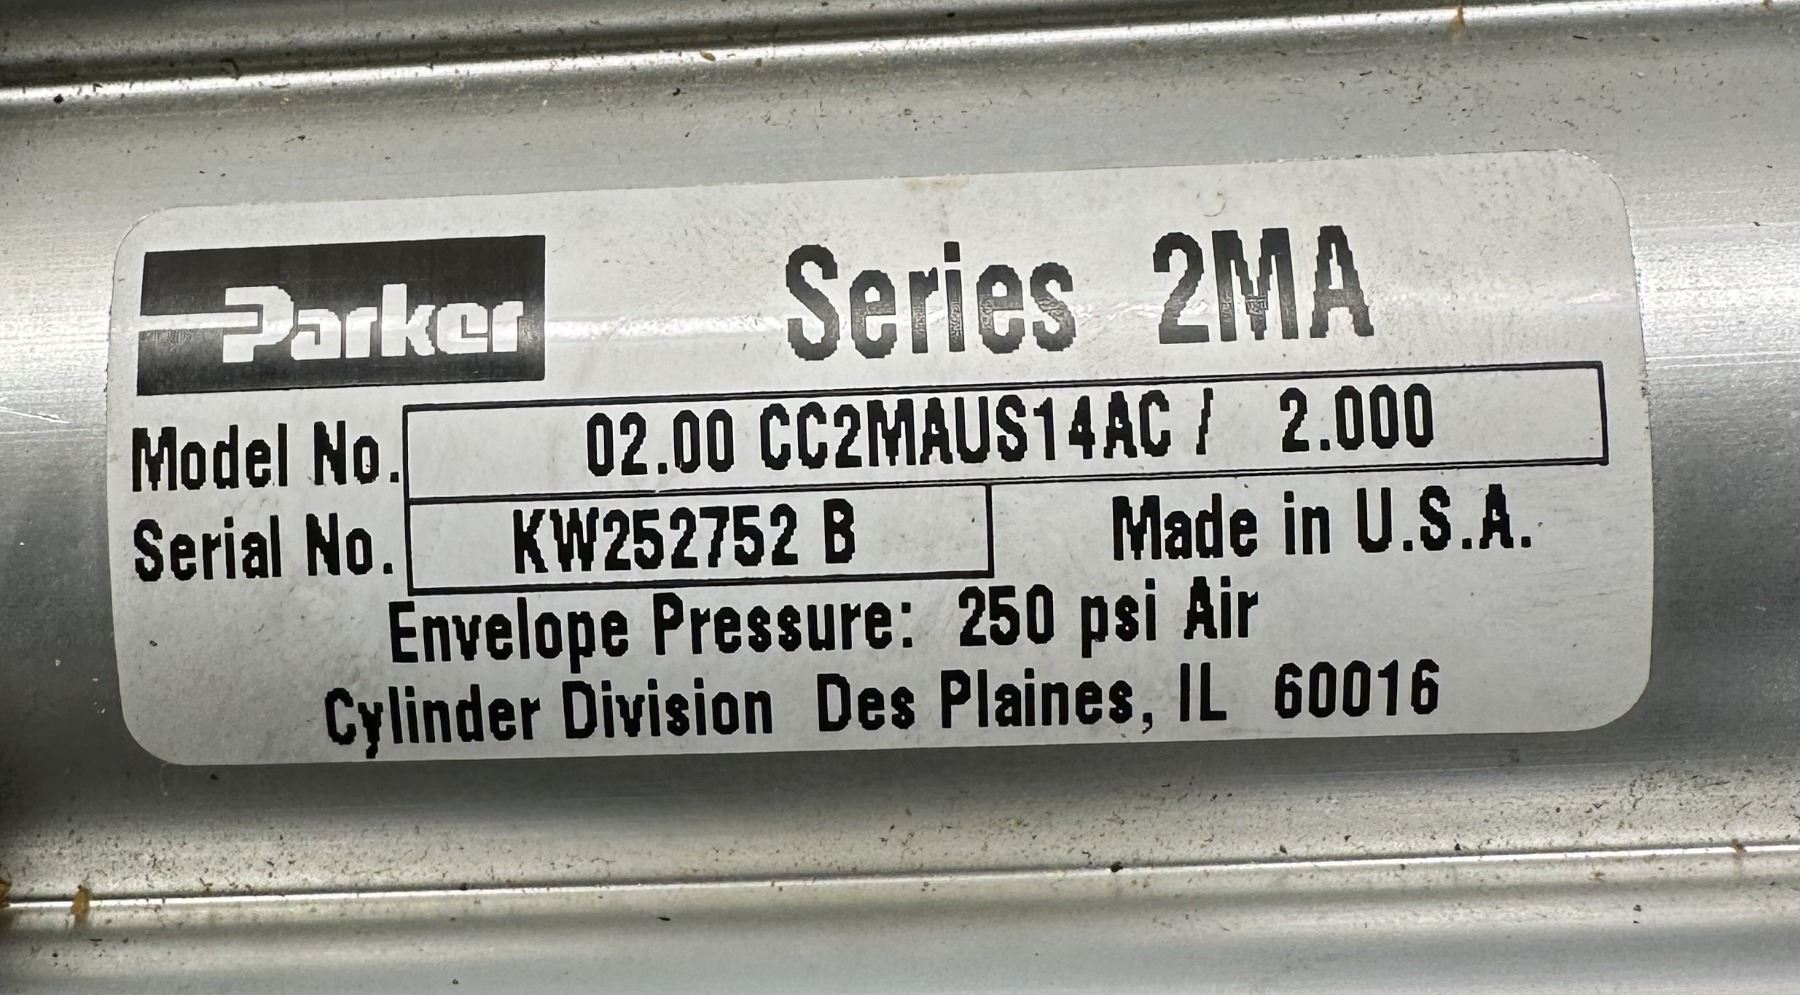 Parker Series 2MA
Model No. 02.00 CC2MAUS14AC / 2.000
Serial No. KW252752 B Made in U.S.A.
Envelope Pressure: 250 psi Air
Cylinder Division Des Plaines, IL 60016